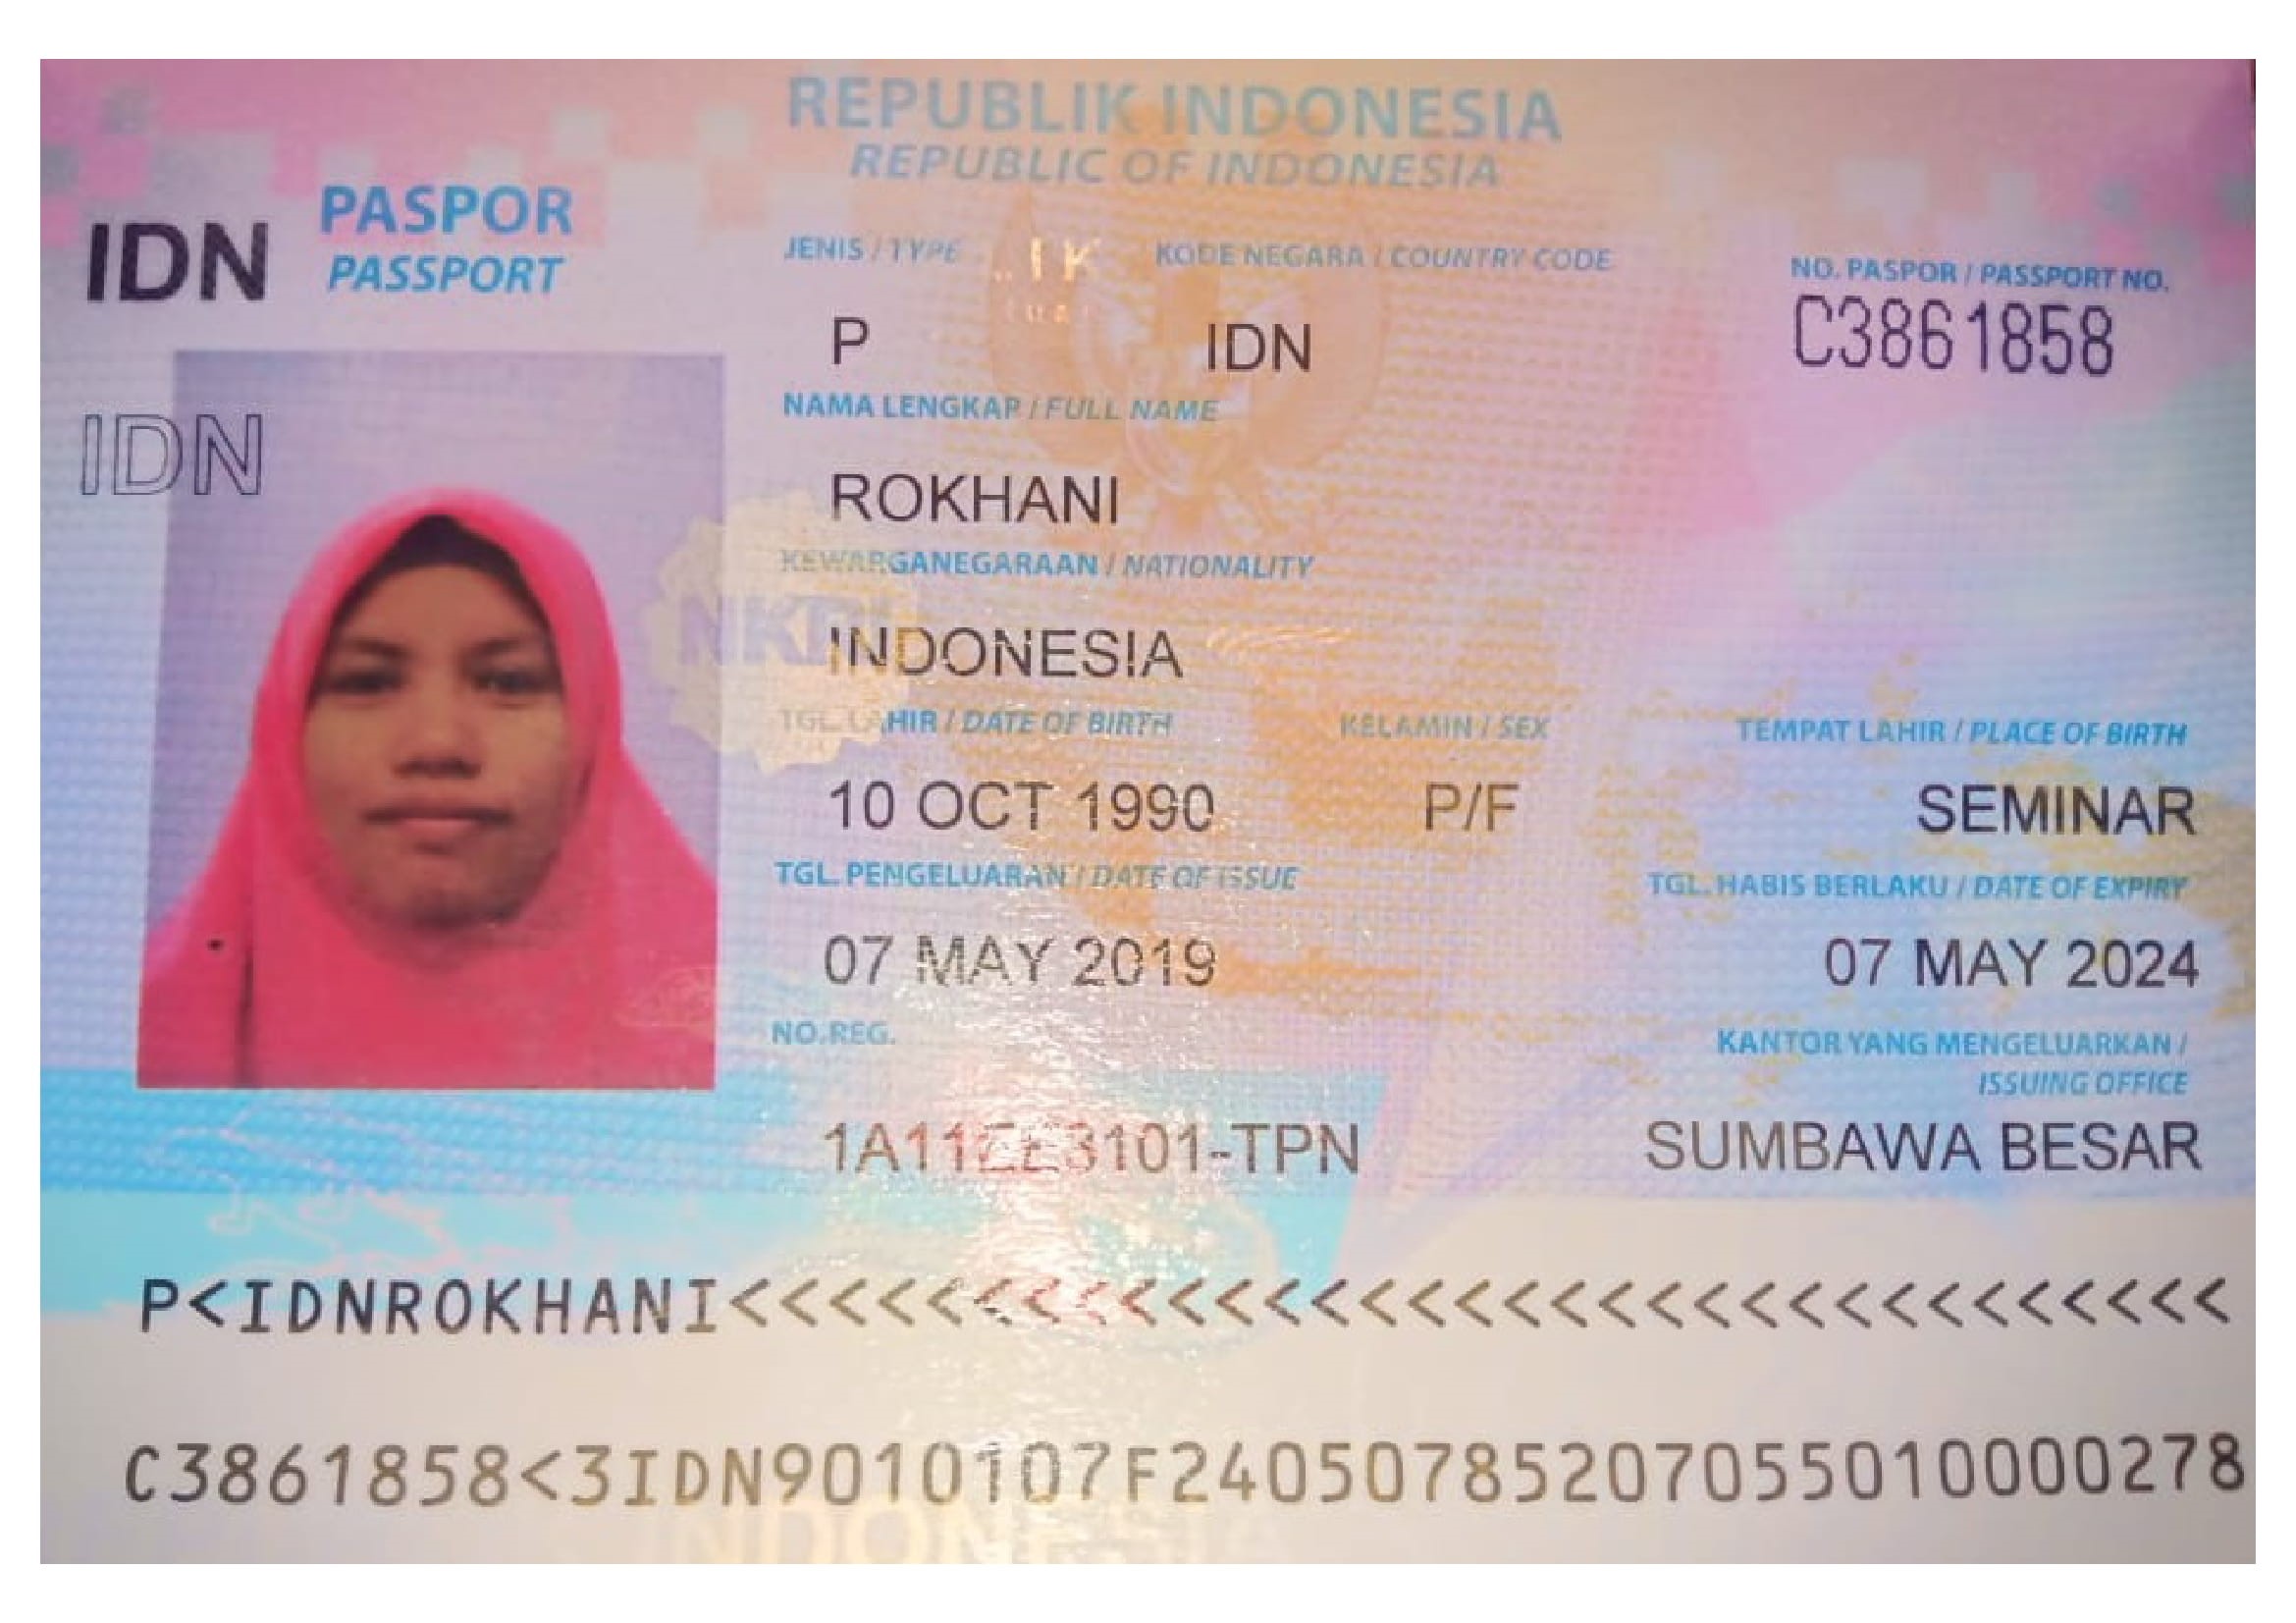 REPUBLIK INDONESIA
REPUBLIC OF INDONESIA
IDN PASPOR
PASSPORT
JENIS / TYPE KODE NEGARA / COUNTRY CODE NO. PASPOR / PASSPORT NO.
P IDN C3861858
IDN
NAMA LENGKAP / FULL NAME
ROKHANI
KEWARGANEGARAAN / NATIONALITY
NKRI
INDONESIA
TGL. LAHIR / DATE OF BIRTH KELAMIN / SEX TEMPAT LAHIR / PLACE OF BIRTH
10 OCT 1990 P/F SEMINAR
TGL. PENGELUARAN / DATE OF ISSUE TGL. HABIS BERLAKU / DATE OF EXPIRY
07 MAY 2019 07 MAY 2024
NO. REG. KANTOR YANG MENGELUARKAN /
ISSUING OFFICE
1A11EE3101-TPN SUMBAWA BESAR
P<IDNROKHANI<<<<<<<<<<<<<<<<<<<<<<<<<<<<<<<<
C3861858<3IDN9010107F2405078520705501000​0278
INDONESIA